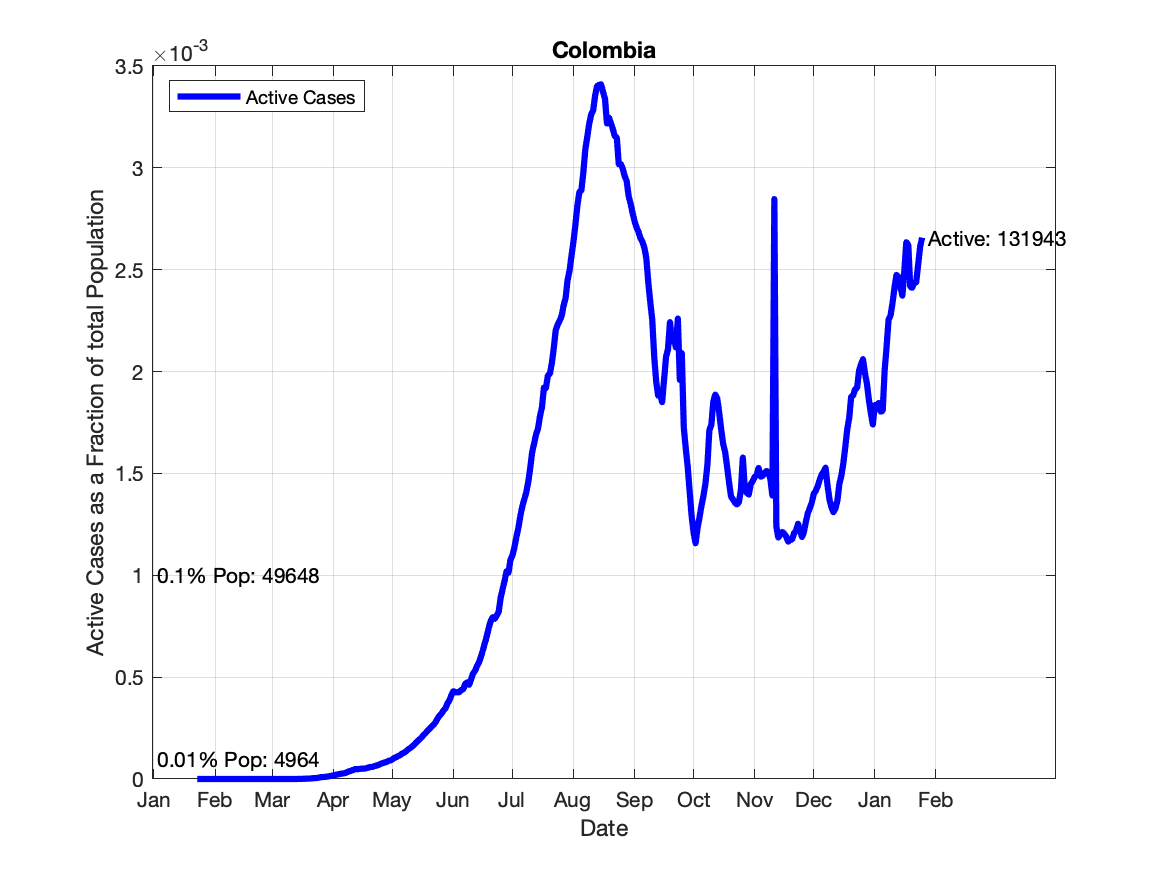 Colombia
×10-3
3.5
3
2.5
2
1.5
1
0.5
0
Active Cases as a Fraction of total Population
Active Cases
Active: 131943
0.1% Pop: 49648
0.01% Pop: 4964
Jan Feb Mar Apr May Jun Jul Aug Sep Oct Nov Dec Jan Feb
Date